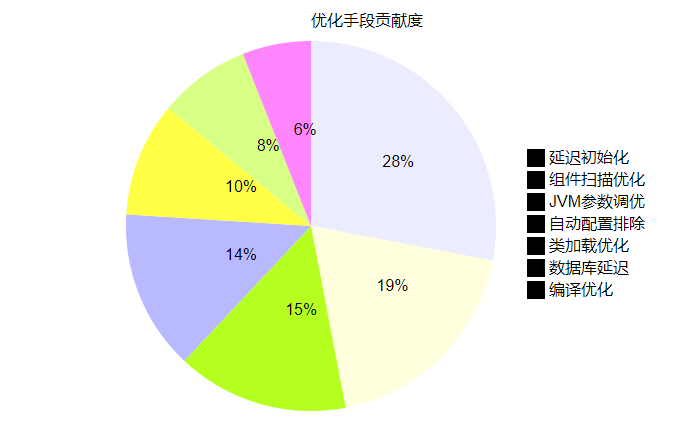 优化手段贡献度
28%
19%
15%
14%
10%
8%
6%
延迟初始化
组件扫描优化
JVM参数调优
自动配置排除
类加载优化
数据库延迟
编译优化